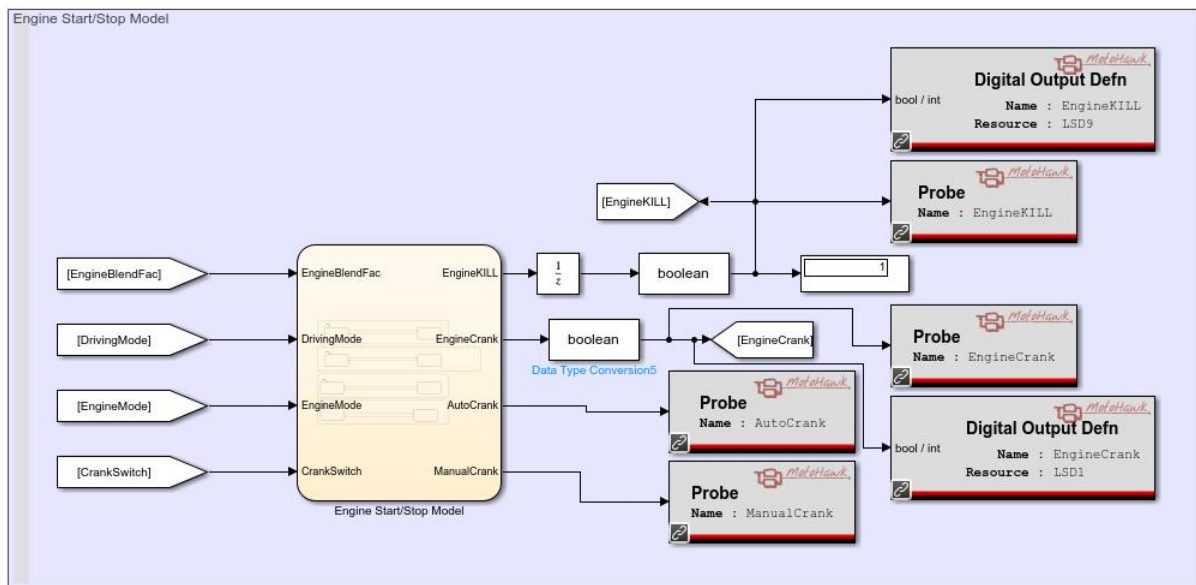 Engine Start/Stop Model
MotoHawk
Digital Output Defn
bool / int
Name : EngineKILL
Resource : LSD9
MotoHawk
Probe
Name : EngineKILL
[EngineKILL]
[EngineBlendFac]
EngineBlendFac
EngineKILL
1
z
boolean
1
[DrivingMode]
DrivingMode
EngineCrank
boolean
Data Type Conversion5
[EngineCrank]
MotoHawk
Probe
Name : EngineCrank
[EngineMode]
EngineMode
AutoCrank
MotoHawk
Probe
Name : AutoCrank
MotoHawk
Digital Output Defn
bool / int
Name : EngineCrank
Resource : LSD1
[CrankSwitch]
CrankSwitch
ManualCrank
MotoHawk
Probe
Name : ManualCrank
Engine Start/Stop Model